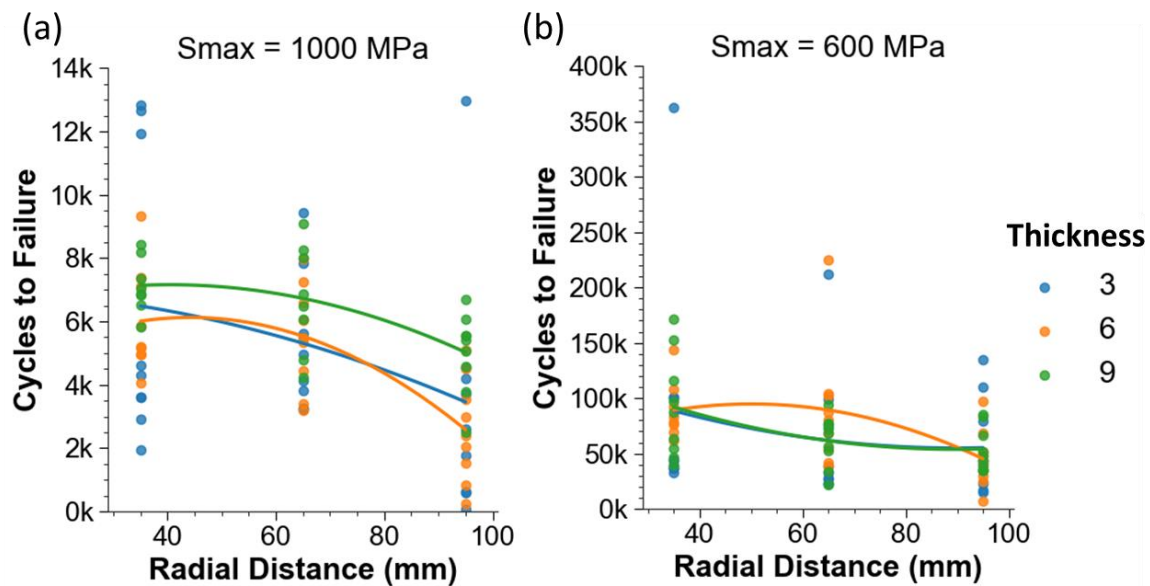 (a)
Smax = 1000 MPa
14k
12k
10k
8k
6k
4k
2k
0k
Cycles to Failure
40
60
80
100
Radial Distance (mm)
(b)
Smax = 600 MPa
400k
350k
300k
250k
200k
150k
100k
50k
0k
Cycles to Failure
40
60
80
100
Radial Distance (mm)
Thickness
3
6
9